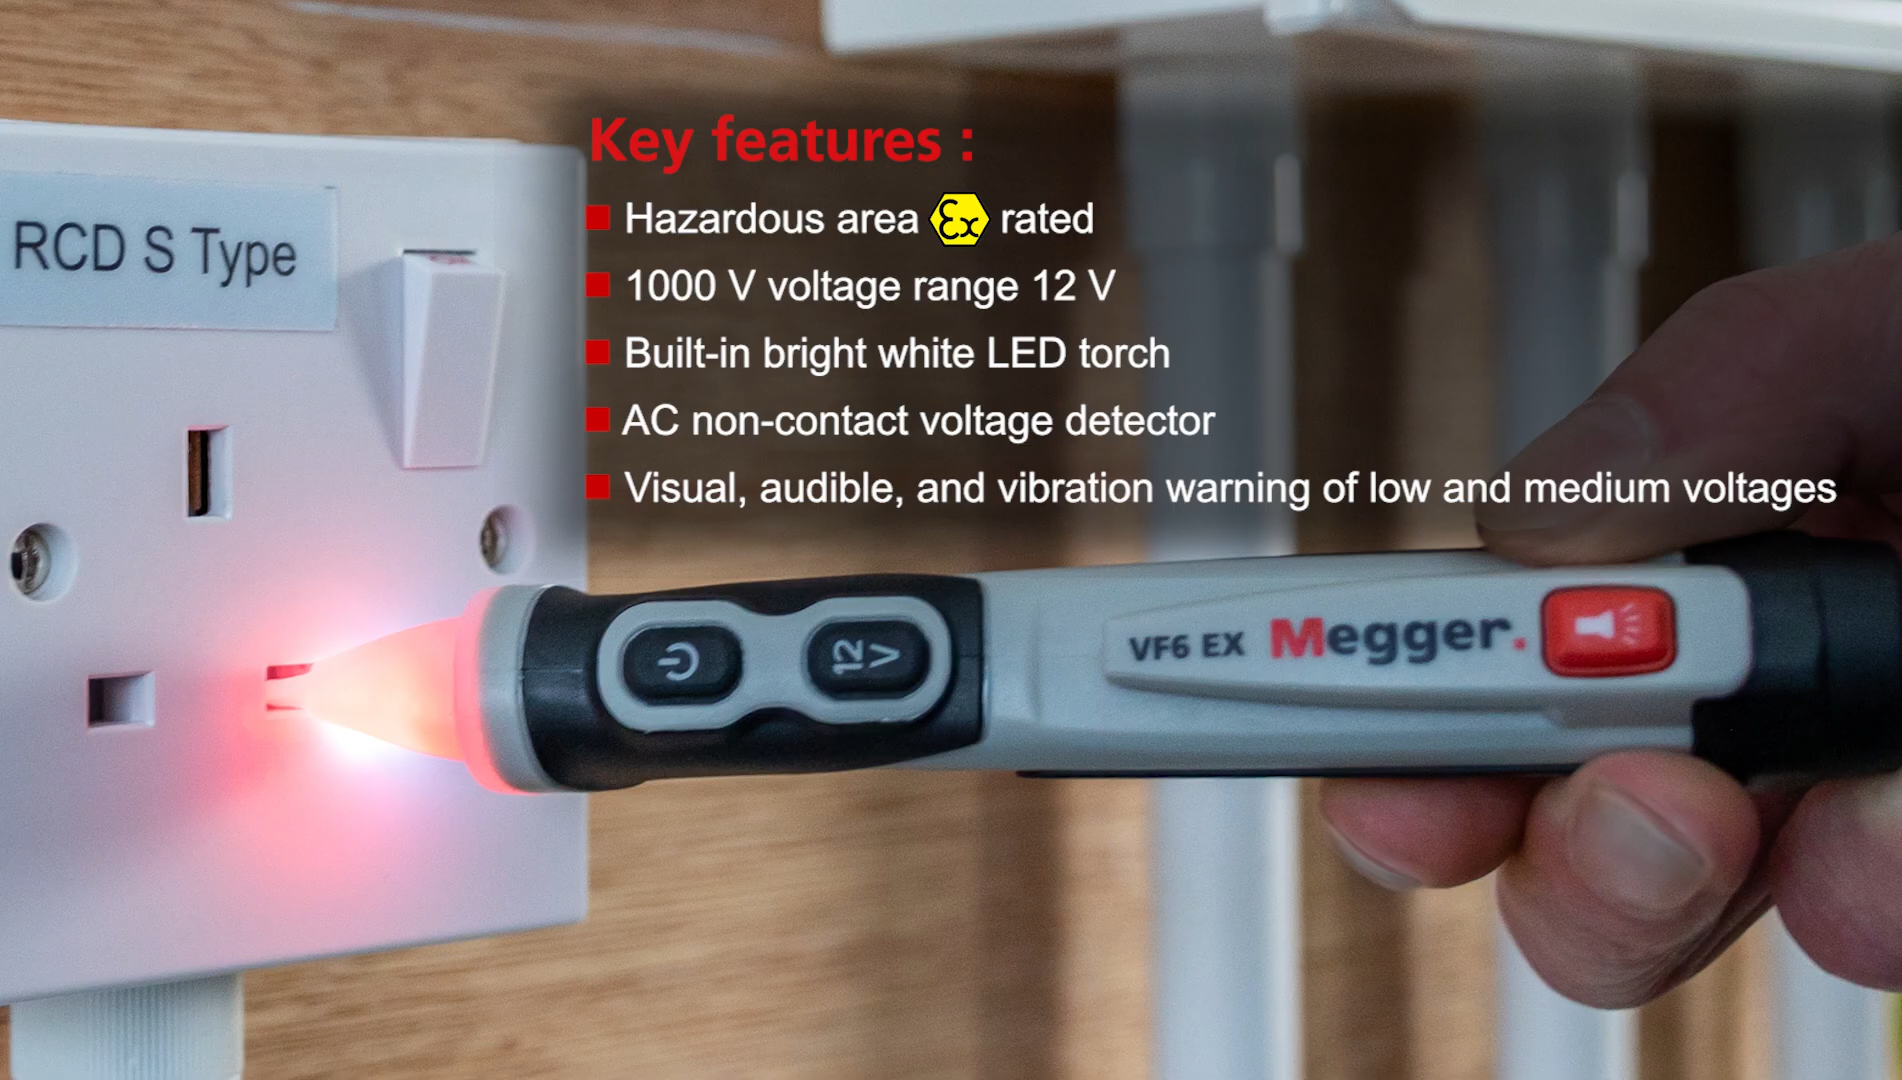 Key features :
Hazardous area Ex rated
1000 V voltage range 12 V
Built-in bright white LED torch
AC non-contact voltage detector
Visual, audible, and vibration warning of low and medium voltages
RCD S Type
12 V
VF6 EX Megger.